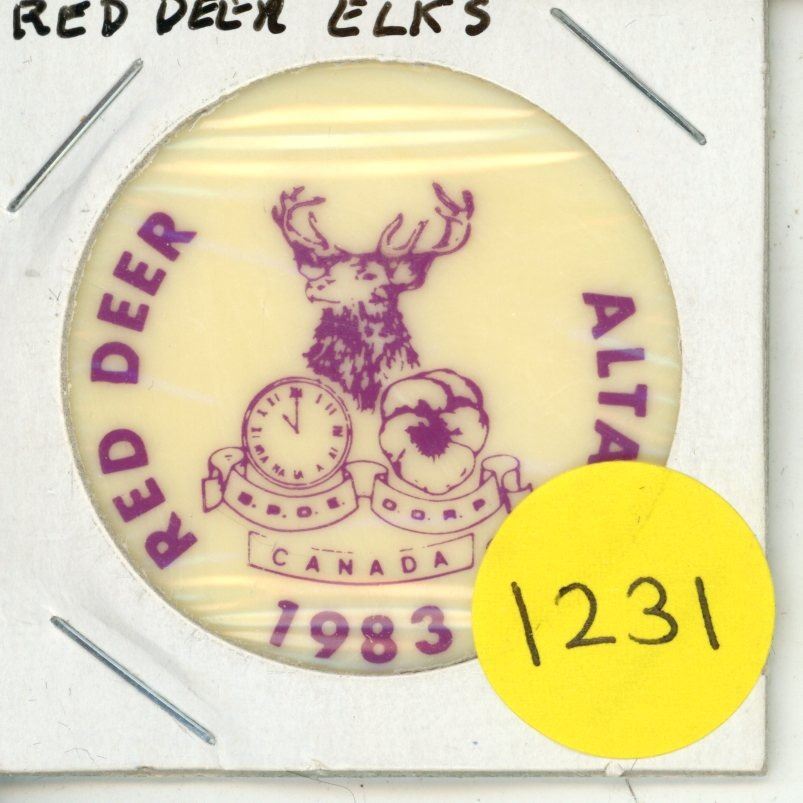 RED DEER ELKS
RED DEER
ALTA
B.P.O.E.
O.O.R.P.
CANADA
1983
1231